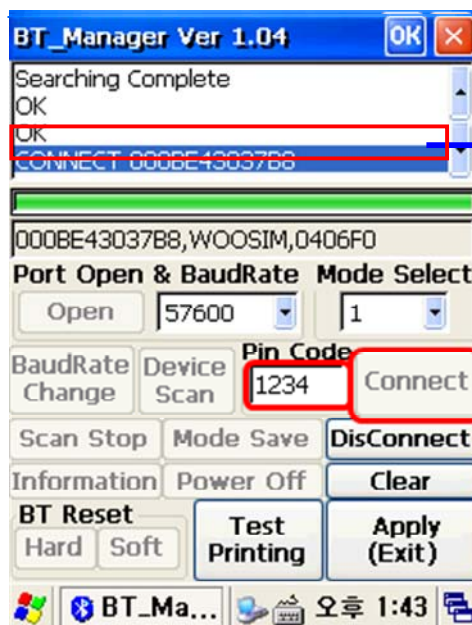 BT_Manager Ver 1.04 OK
Searching Complete
OK
OK
CONNECT 000BE43037B8
000BE43037B8,WOOSIM,0406F0
Port Open & BaudRate Mode Select
Open 57600 1
Pin Code
BaudRate Change Device Scan 1234 Connect
Scan Stop Mode Save DisConnect
Information Power Off Clear
BT Reset
Hard Soft Test Printing Apply (Exit)
BT_Ma... 오후 1:43